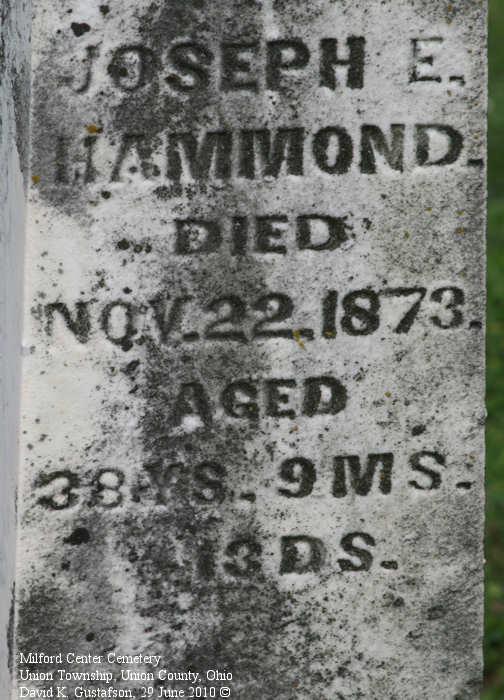 JOSEPH E.
HAMMOND.
DIED
NOV. 22, 1873.
AGED
38 YS., 9 MS.
13 DS.
Milford Center Cemetery
Union Township, Union County, Ohio
David K. Gustafson, 29 June 2010 ©